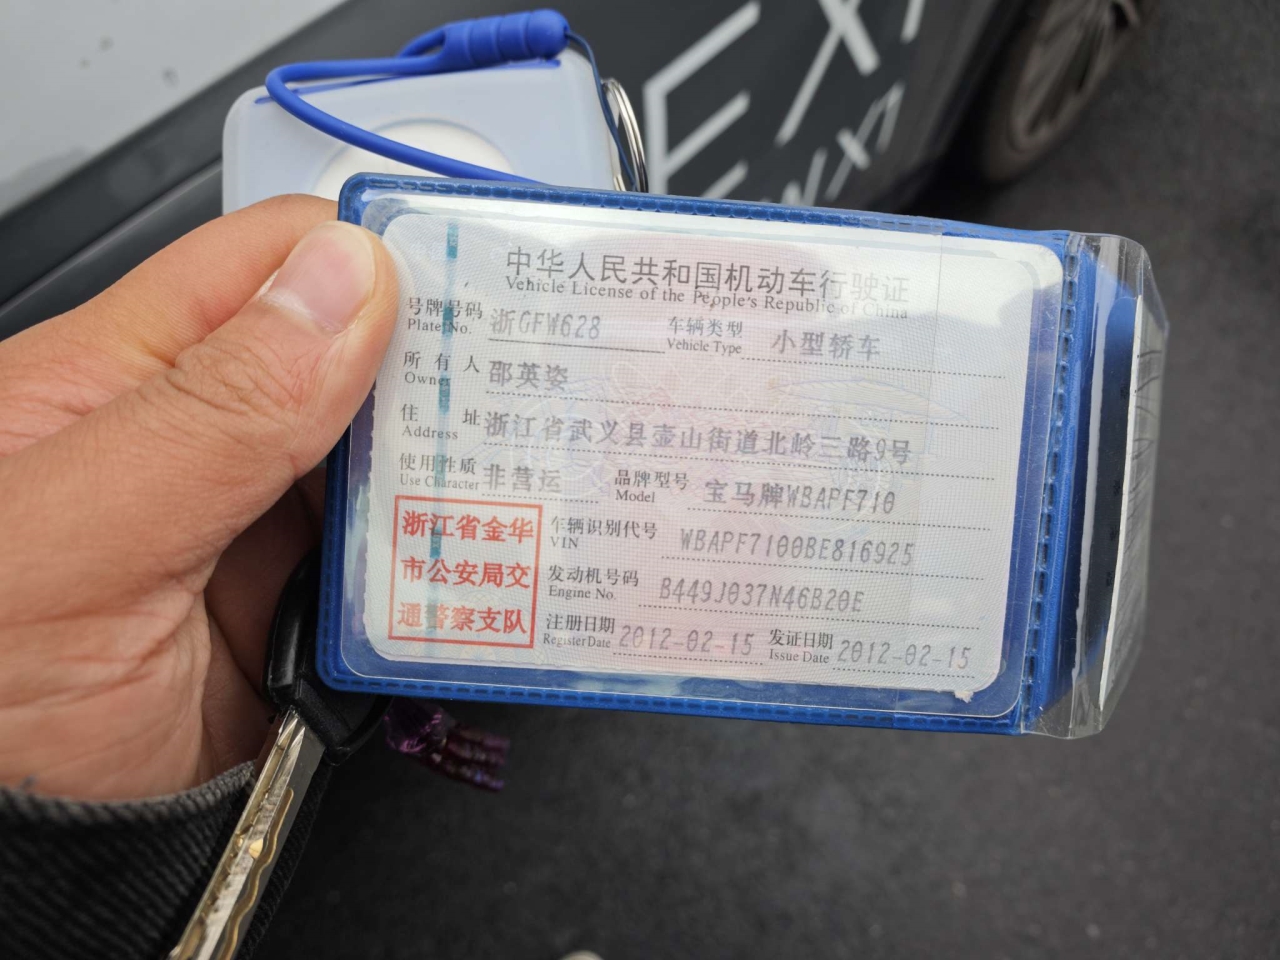 中华人民共和国机动车行驶证
Vehicle License of the People's Republic of China
号牌号码 浙GFW628 车辆类型 小型轿车
Plate No. Vehicle Type
所有人 邵英姿
Owner
住址 浙江省武义县壶山街道北岭三路9号
Address
使用性质 非营运 品牌型号 宝马牌WBAPF710
Use Character Model
浙江省金华
市公安局交
通警察支队
车辆识别代号 WBAPF7100BE816925
VIN
发动机号码 B449J037N46B20E
Engine No.
注册日期 2012-02-15 发证日期 2012-02-15
Register Date Issue Date